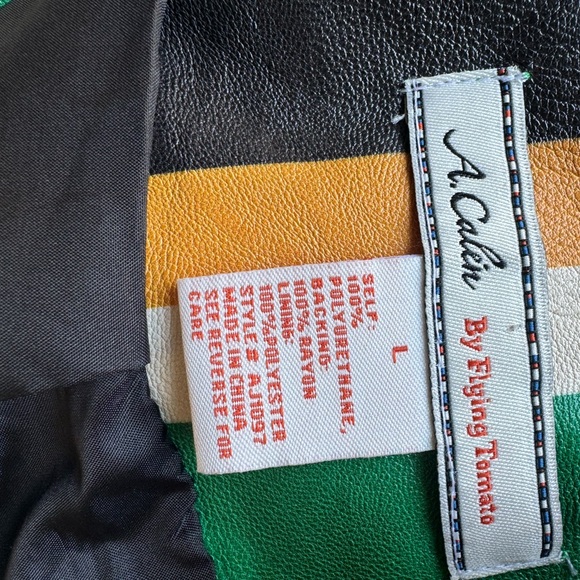 A. Calin By Flying Tomato
L
SELF:
100%
POLYURETHANE,
BACKING:
100% RAYON
LINING:
100%POLYESTER
STYLE# AJ1097
MADE IN CHINA
SEE REVERSE FOR
CARE